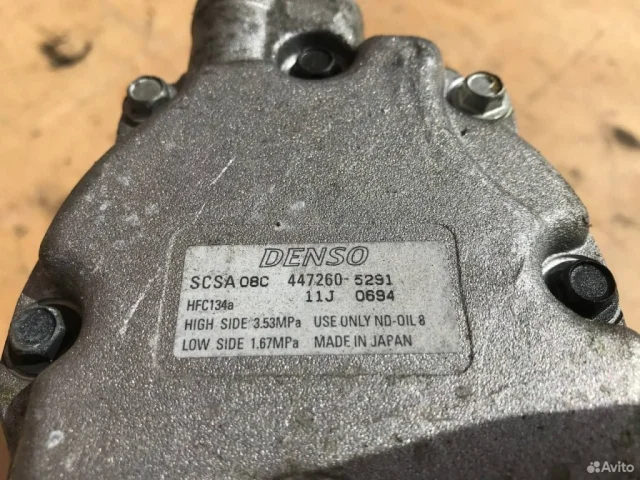 DENSO
SCSA 08C 447260-5291
11J 0694
HFC134a
HIGH SIDE 3.53MPa USE ONLY ND-OIL 8
LOW SIDE 1.67MPa MADE IN JAPAN
Avito